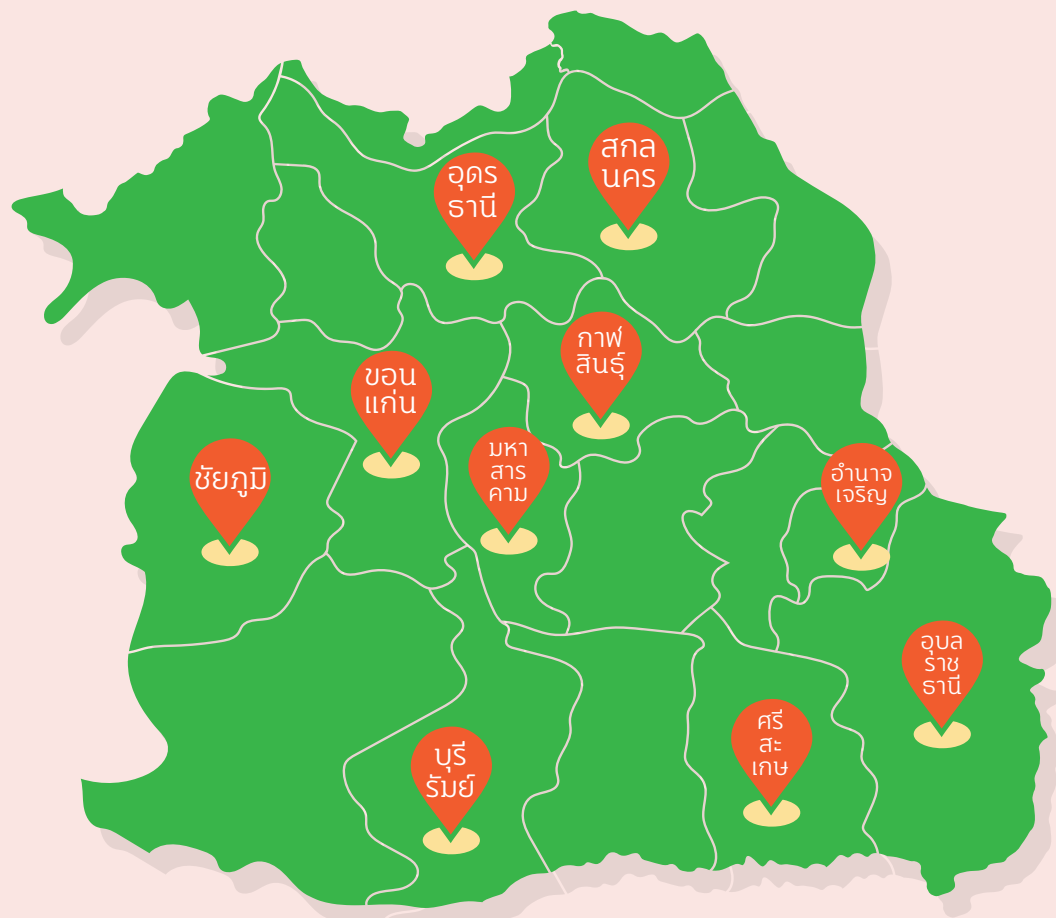 สกล
นคร
อุดร
ธานี
กาฬ
สินธุ์
ขอน
แก่น
มหา
สาร
คาม
ชัยภูมิ
อำนาจ
เจริญ
อุบล
ราช
ธานี
ศรี
สะ
เกษ
บุรี
รัมย์